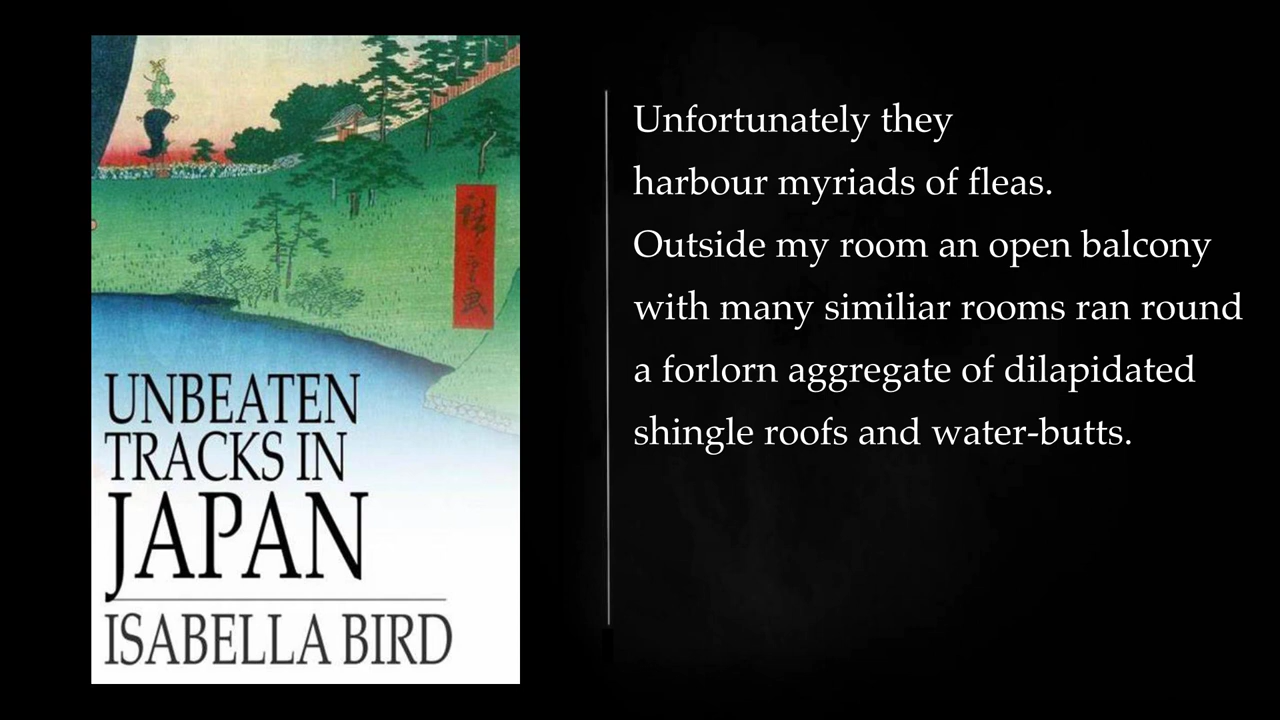 UNBEATEN
TRACKS IN
JAPAN
ISABELLA BIRD
Unfortunately they
harbour myriads of fleas.
Outside my room an open balcony
with many similiar rooms ran round
a forlorn aggregate of dilapidated
shingle roofs and water-butts.